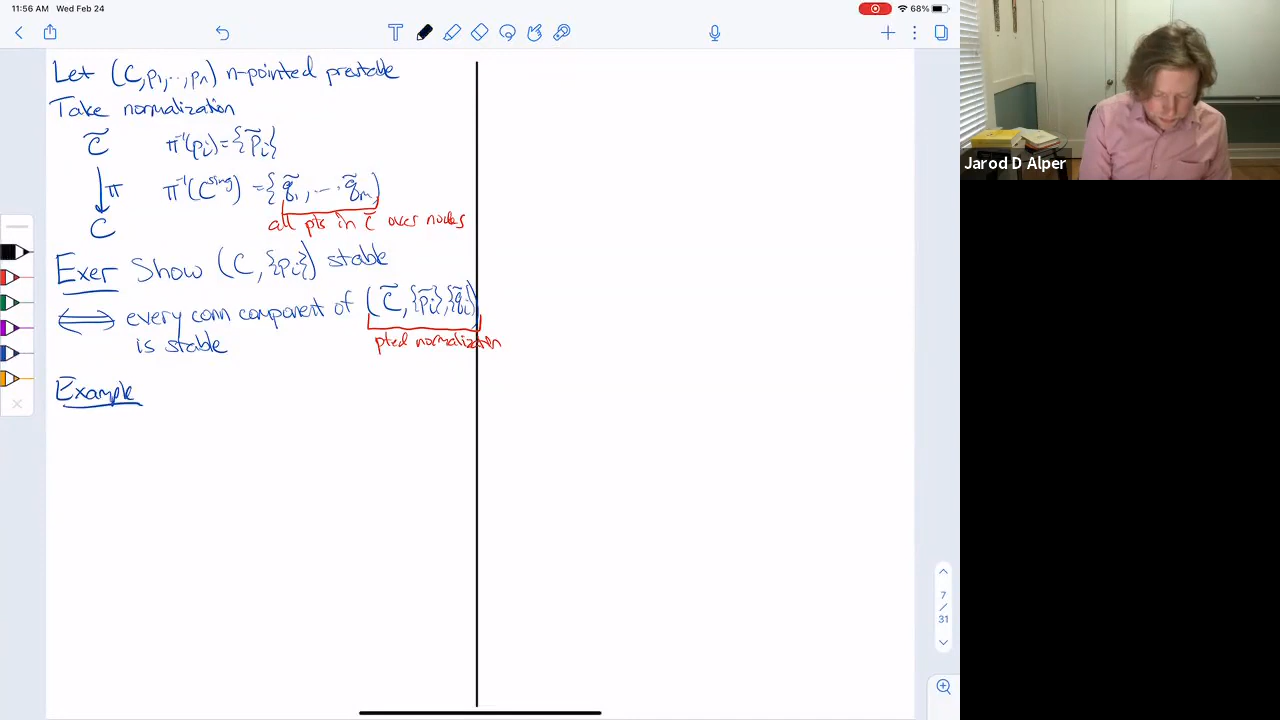 11:56 AM Wed Feb 24
68%
Let (C, p₁, ..., pₙ) n-pointed prestable
Take normalization
C̃ π⁻¹(pᵢ) = {p̃ᵢ}
π π⁻¹(C^sing) = {q̃₁, ... q̃ₘ}
C all pts in C̃ over nodes
Exer Show (C, {pᵢ}) stable
⟺ every conn component of (C̃, {p̃ᵢ}, {q̃ᵢ})
is stable pted normalization
Example
7
/
31
Jarod D Alper